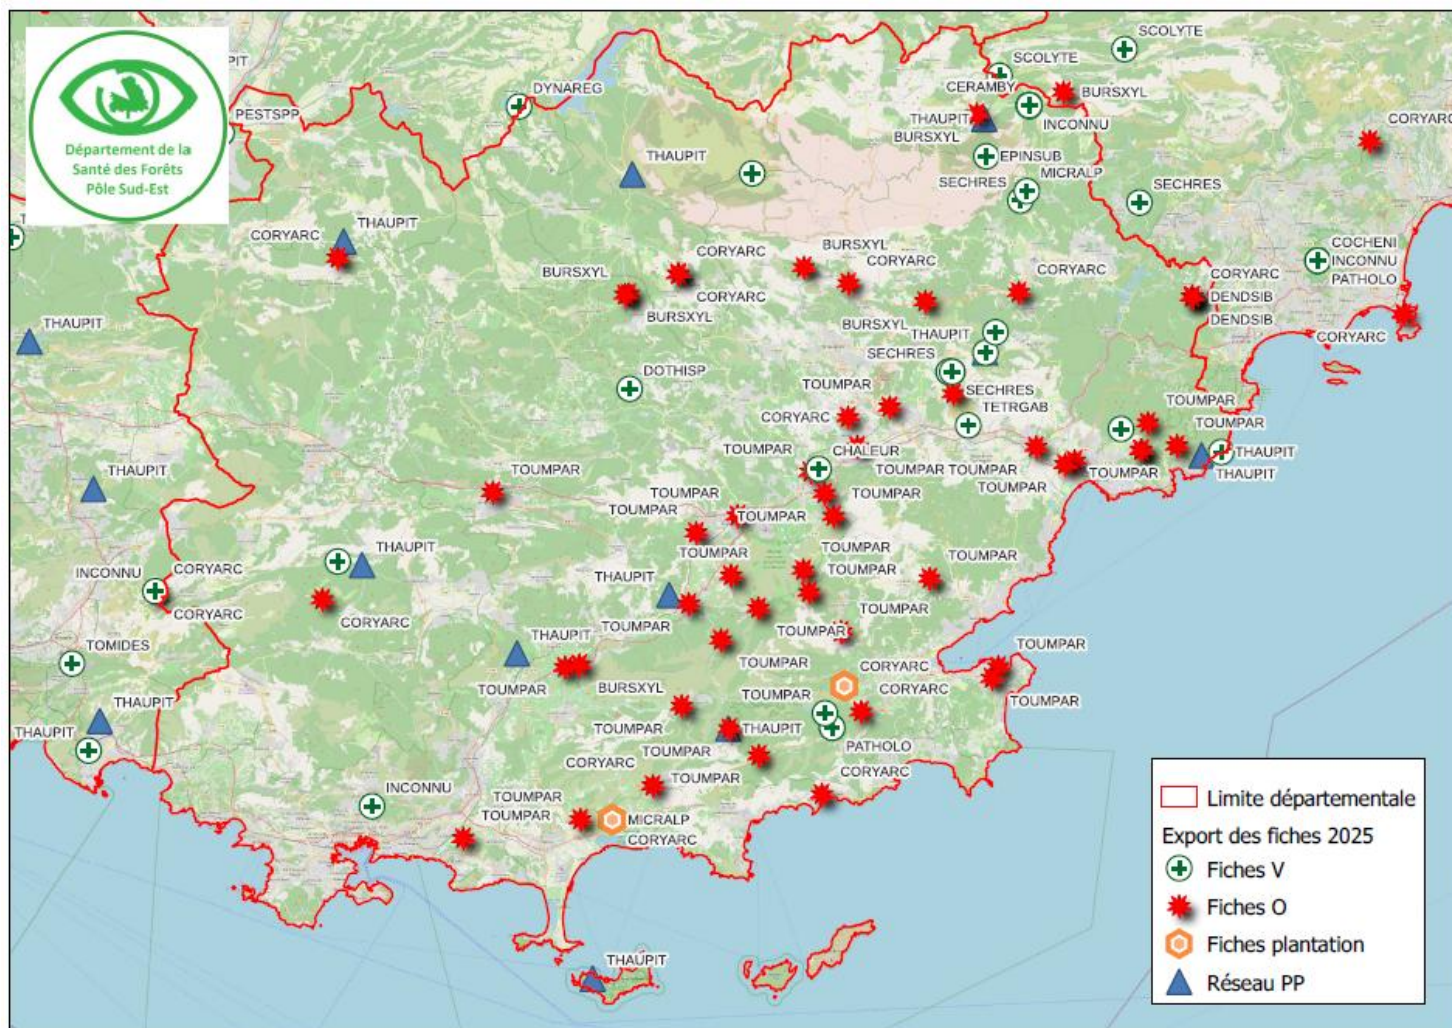 SCOLYTE
PIT
SCOLYTE
DYNAREG
CERAMBY
BURSXYL
PESTSPP
THAUPIT
INCONNU
CORYARC
BURSXYL
Département de la
Santé des Forêts
Pôle Sud-Est
EPINSUB
THAUPIT
MICRALP
SECHRES
SECHRES
THAUPIT
CORYARC
BURSXYL
COCHENI
CORYARC
CORYARC
INCONNU
BURSXYL
CORYARC
CORYARC
PATHOLO
CORYARC
DENDSIB
BURSXYL
BURSXYL
DENDSIB
THAUPIT
THAUPIT
CORYARC
SECHRES
DOTHISP
TOUMPAR
SECHRES
TETRGAB
TOUMPAR
CORYARC
TOUMPAR
TOUMPAR
CHALEUR
THAUPIT
THAUPIT
TOUMPAR
TOUMPAR
TOUMPAR
TOUMPAR
TOUMPAR
THAUPIT
TOUMPAR
TOUMPAR
TOUMPAR
TOUMPAR
TOUMPAR
TOUMPAR
TOUMPAR
TOUMPAR
THAUPIT
TOUMPAR
INCONNU
CORYARC
THAUPIT
CORYARC
CORYARC
TOUMPAR
TOUMPAR
TOUMPAR
TOMIDES
THAUPIT
TOUMPAR
TOUMPAR
CORYARC
TOUMPAR
BURSXYL
TOUMPAR
CORYARC
TOUMPAR
THAUPIT
THAUPIT
TOUMPAR
THAUPIT
PATHOLO
TOUMPAR
CORYARC
TOUMPAR
CORYARC
INCONNU
TOUMPAR
TOUMPAR
MICRALP
CORYARC
THAUPIT
Limite départementale
Export des fiches 2025
Fiches V
Fiches O
Fiches plantation
Réseau PP